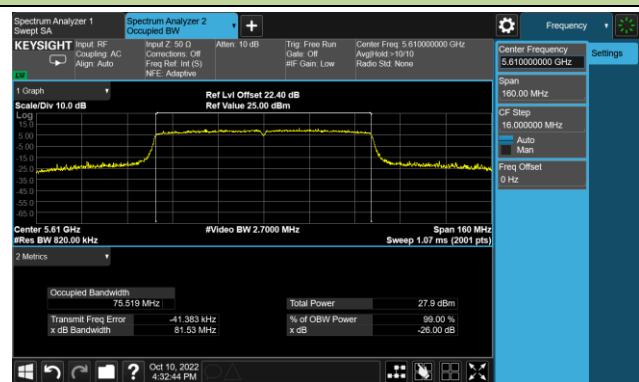 Spectrum Analyzer 1
Swept SA
Spectrum Analyzer 2
Occupied BW
Frequency
KEYSIGHT
Input: RF
Coupling: AC
Align: Auto
Input Z: 50 Ω
Corrections: Off
Freq Ref: Int (S)
NFE: Adaptive
Atten: 10 dB
Trig: Free Run
Gate: Off
#IF Gain: Low
Center Freq: 5.610000000 GHz
Avg|Hold:>10/10
Radio Std: None
Center Frequency
5.610000000 GHz
Settings
Span
160.00 MHz
CF Step
16.000000 MHz
Auto
Man
Freq Offset
0 Hz
1 Graph
Scale/Div 10.0 dB
Ref Lvl Offset 22.40 dB
Ref Value 25.00 dBm
Log
15.0
5.00
-5.00
-15.0
-25.0
-35.0
-45.0
-55.0
-65.0
Center 5.61 GHz
#Res BW 820.00 kHz
#Video BW 2.7000 MHz
Span 160 MHz
Sweep 1.07 ms (2001 pts)
2 Metrics
Occupied Bandwidth
75.519 MHz
Total Power
27.9 dBm
Transmit Freq Error
-41.383 kHz
% of OBW Power
99.00 %
x dB Bandwidth
81.53 MHz
x dB
-26.00 dB
Oct 10, 2022
4:32:44 PM